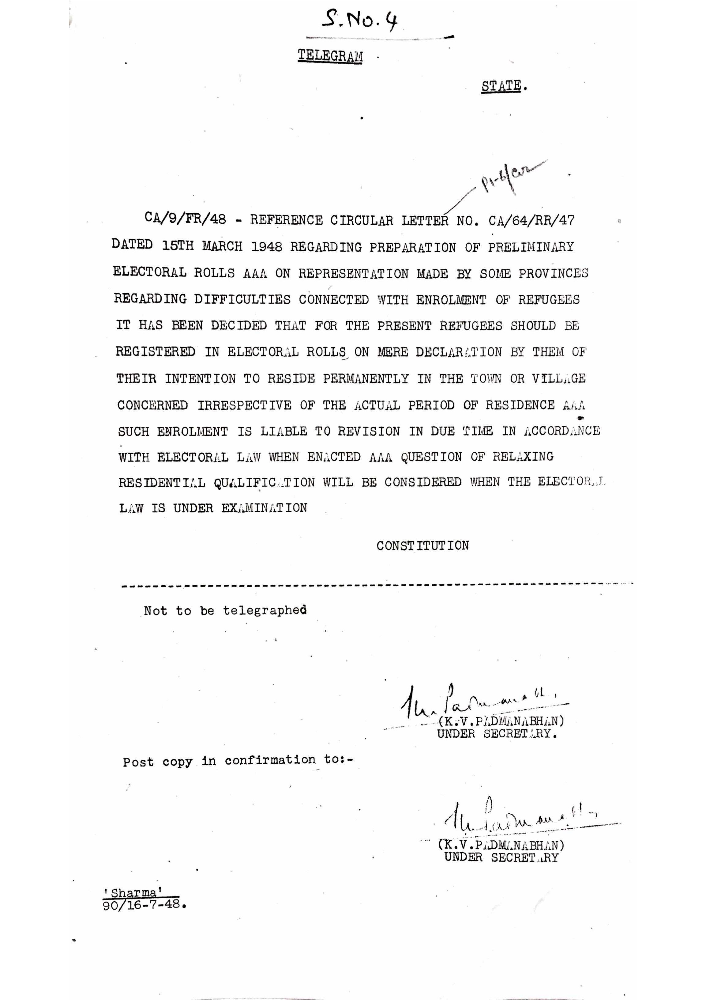 S.No.4
TELEGRAM
STATE.
CA/9/FR/48 - REFERENCE CIRCULAR LETTER NO. CA/64/RR/47
DATED 15TH MARCH 1948 REGARDING PREPARATION OF PRELIMINARY
ELECTORAL ROLLS AAA ON REPRESENTATION MADE BY SOME PROVINCES
REGARDING DIFFICULTIES CONNECTED WITH ENROLMENT OF REFUGEES
IT HAS BEEN DECIDED THAT FOR THE PRESENT REFUGEES SHOULD BE
REGISTERED IN ELECTORAL ROLLS ON MERE DECLARATION BY THEM OF
THEIR INTENTION TO RESIDE PERMANENTLY IN THE TOWN OR VILLAGE
CONCERNED IRRESPECTIVE OF THE ACTUAL PERIOD OF RESIDENCE AAA
SUCH ENROLMENT IS LIABLE TO REVISION IN DUE TIME IN ACCORDANCE
WITH ELECTORAL LAW WHEN ENACTED AAA QUESTION OF RELAXING
RESIDENTIAL QUALIFICATION WILL BE CONSIDERED WHEN THE ELECTORAL
LAW IS UNDER EXAMINATION
CONSTITUTION
Not to be telegraphed
(K.V.PADMANABHAN)
UNDER SECRETARY.
Post copy in confirmation to:-
(K.V.PADMANABHAN)
UNDER SECRETARY
'Sharma'
90/16-7-48.